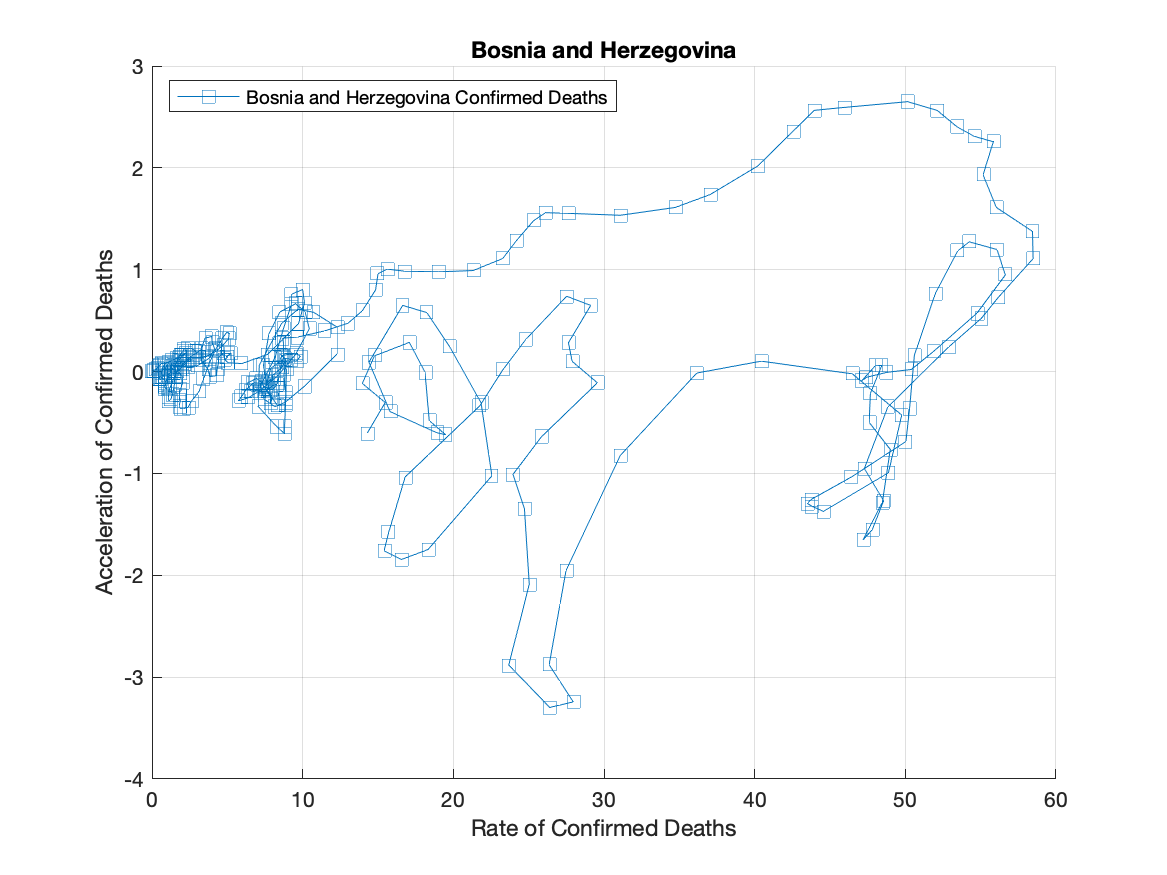 Bosnia and Herzegovina
Bosnia and Herzegovina Confirmed Deaths
Acceleration of Confirmed Deaths
3
2
1
0
-1
-2
-3
-4
0 10 20 30 40 50 60
Rate of Confirmed Deaths